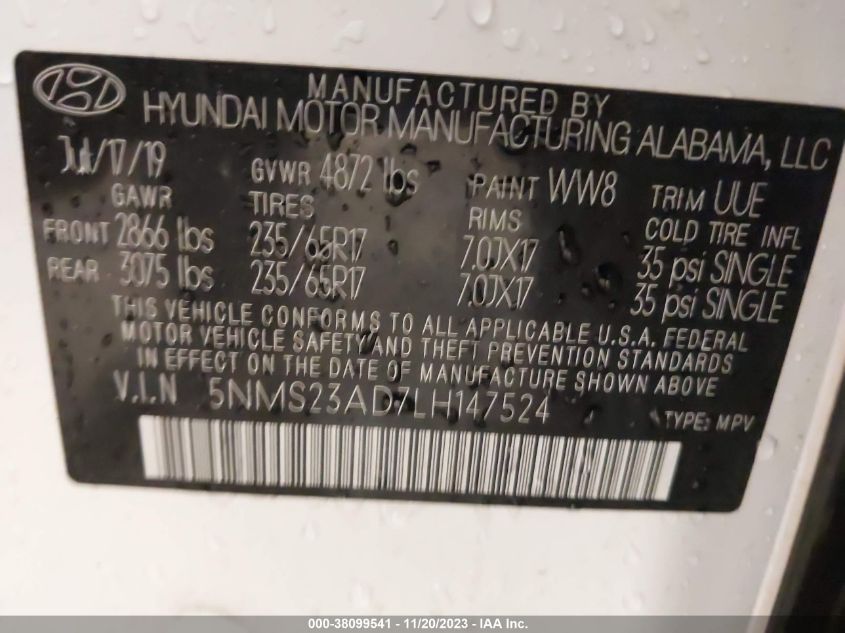 MANUFACTURED BY
HYUNDAI MOTOR MANUFACTURING ALABAMA, LLC
Jul/17/19 GVWR 4872 lbs PAINT WW8 TRIM UUE
GAWR TIRES RIMS COLD TIRE INFL
FRONT 2866 lbs 235/65R17 7.0JX17 35 psi SINGLE
REAR 3075 lbs 235/65R17 7.0JX17 35 psi SINGLE
THIS VEHICLE CONFORMS TO ALL APPLICABLE U.S.A. FEDERAL
MOTOR VEHICLE SAFETY AND THEFT PREVENTION STANDARDS
IN EFFECT ON THE DATE OF MANUFACTURE SHOWN ABOVE.
V.I.N 5NMS23AD7LH147524 TYPE: MPV
000-38099541 - 11/20/2023 - IAA Inc.